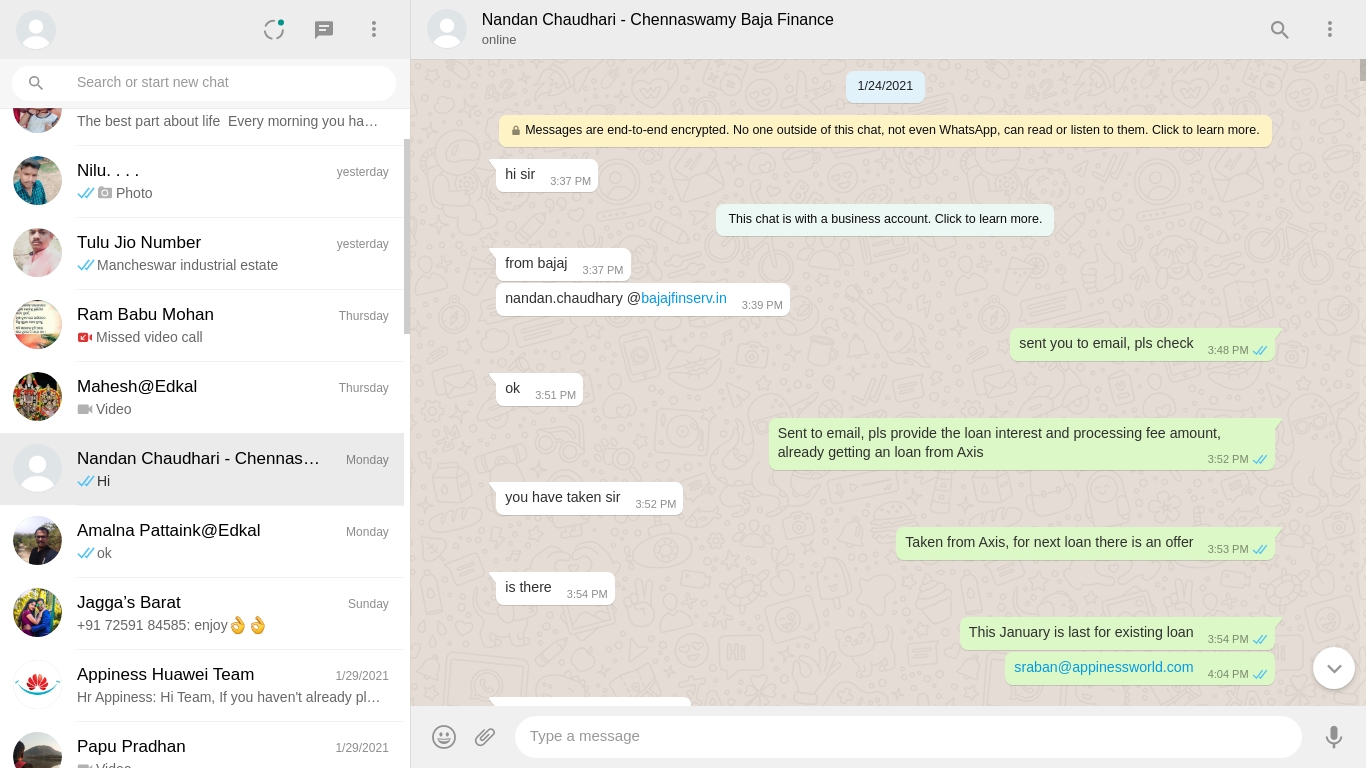 Search or start new chat
The best part about life  Every morning you ha…
Nilu. . . .
yesterday
Photo
Tulu Jio Number
yesterday
Mancheswar industrial estate
Ram Babu Mohan
Thursday
Missed video call
Mahesh@Edkal
Thursday
Video
Nandan Chaudhari - Chennas…
Monday
Hi
Amalna Pattaink@Edkal
Monday
ok
Jagga’s Barat
Sunday
+91 72591 84585: enjoy👌👌
Appiness Huawei Team
1/29/2021
Hr Appiness: Hi Team, If you haven't already pl…
Papu Pradhan
1/29/2021
Video
Nandan Chaudhari - Chennaswamy Baja Finance
online
1/24/2021
Messages are end-to-end encrypted. No one outside of this chat, not even WhatsApp, can read or listen to them. Click to learn more.
hi sir
3:37 PM
This chat is with a business account. Click to learn more.
from bajaj
3:37 PM
nandan.chaudhary @bajajfinserv.in
3:39 PM
sent you to email, pls check
3:48 PM
ok
3:51 PM
Sent to email, pls provide the loan interest and processing fee amount,
already getting an loan from Axis
3:52 PM
you have taken sir
3:52 PM
Taken from Axis, for next loan there is an offer
3:53 PM
is there
3:54 PM
This January is last for existing loan
3:54 PM
sraban@appinessworld.com
4:04 PM
Type a message